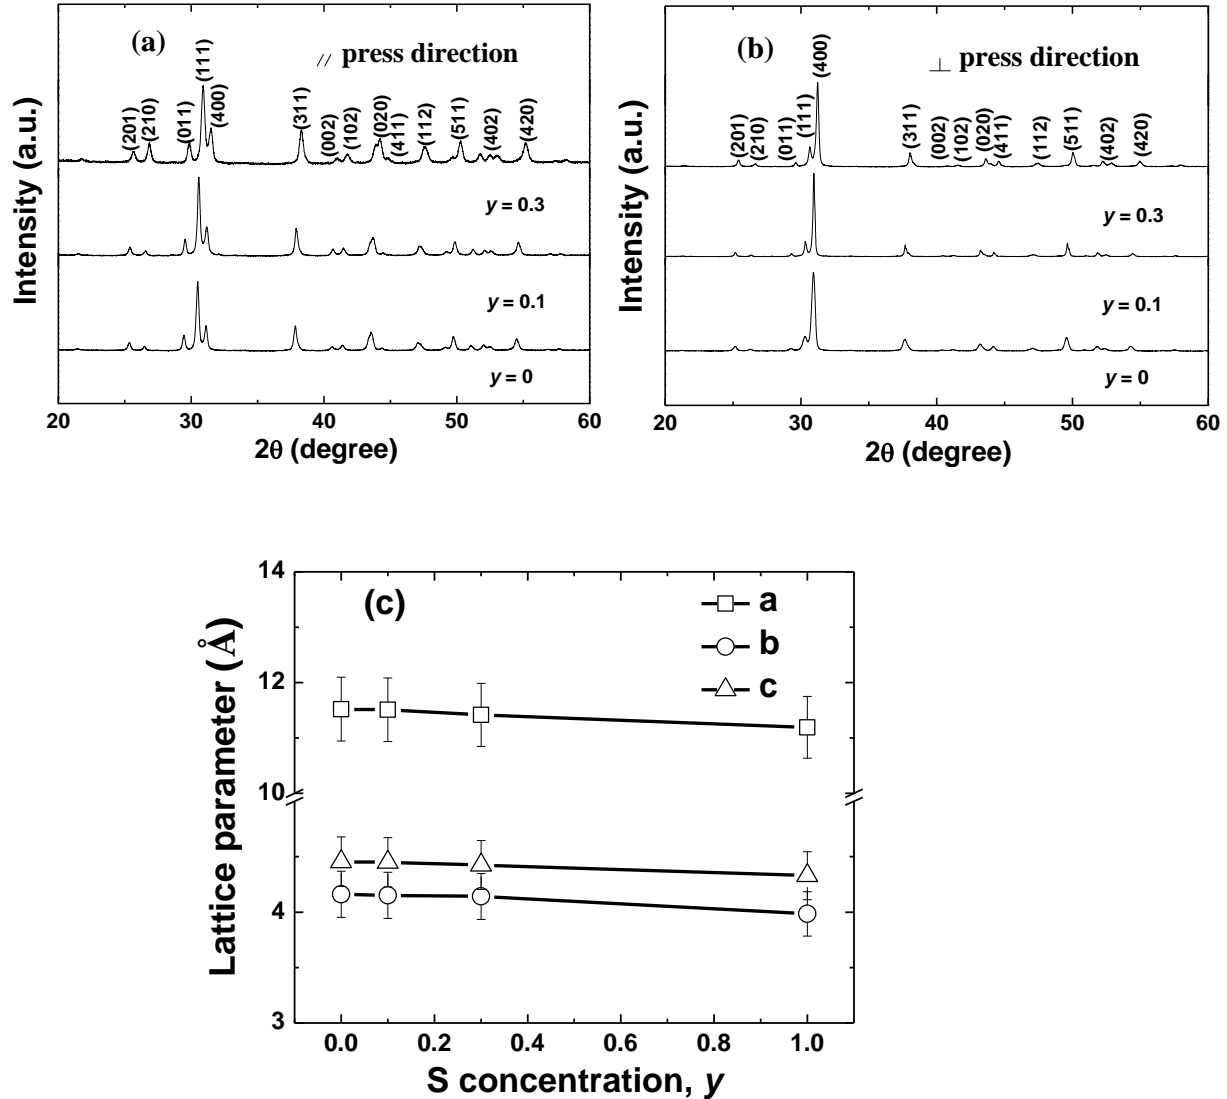 (a)
// press direction
(201)
(210)
(011)
(111)
(400)
(311)
(002)
(102)
(020)
(411)
(112)
(511)
(402)
(420)
y = 0.3
y = 0.1
y = 0
Intensity (a.u.)
20 30 40 50 60
2θ (degree)
(b)
⊥ press direction
(201)
(210)
(011)
(111)
(400)
(311)
(002)
(102)
(020)
(411)
(112)
(511)
(402)
(420)
y = 0.3
y = 0.1
y = 0
Intensity (a.u.)
20 30 40 50 60
2θ (degree)
(c)
a
b
c
14
12
10
4
3
Lattice parameter (Å)
0.0 0.2 0.4 0.6 0.8 1.0
S concentration, y